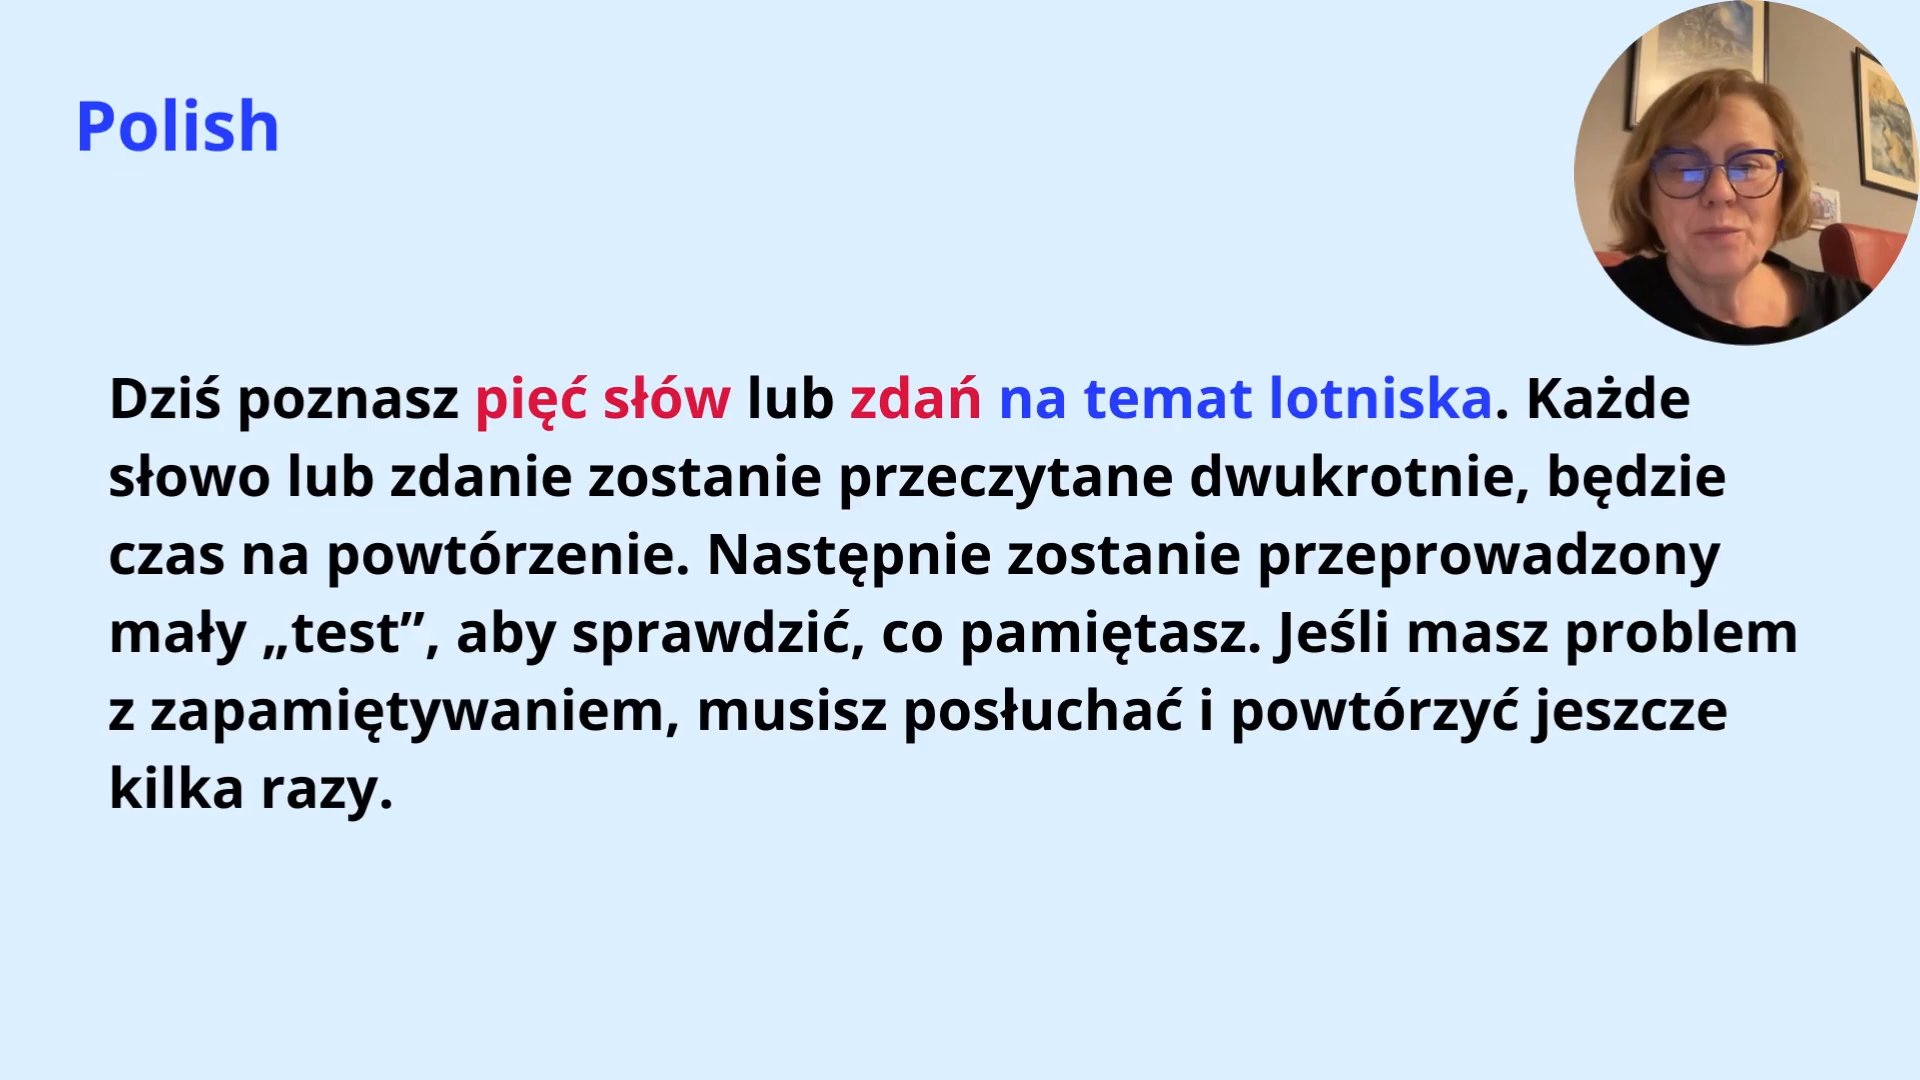 Polish
Dziś poznasz pięć słów lub zdań na temat lotniska. Każde
słowo lub zdanie zostanie przeczytane dwukrotnie, będzie
czas na powtórzenie. Następnie zostanie przeprowadzony
mały „test”, aby sprawdzić, co pamiętasz. Jeśli masz problem
z zapamiętywaniem, musisz posłuchać i powtórzyć jeszcze
kilka razy.